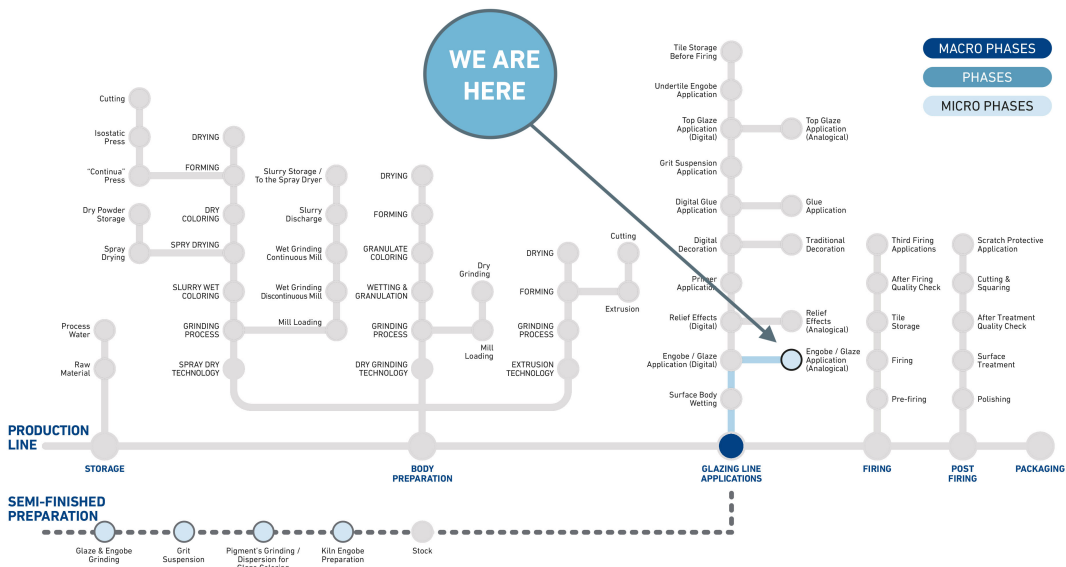 WE ARE
HERE
MACRO PHASES
PHASES
MICRO PHASES
Cutting
Isostatic
Press
"Continua"
Press
Dry Powder
Storage
Spray
Drying
Process
Water
Raw
Material
DRYING
FORMING
DRY
COLORING
SPRY DRYING
SLURRY WET
COLORING
GRINDING
PROCESS
SPRAY DRY
TECHNOLOGY
Slurry Storage /
To the Spray Dryer
Slurry
Discharge
Wet Grinding
Continuous Mill
Wet Grinding
Discontinuous Mill
Mill Loading
DRYING
FORMING
GRANULATE
COLORING
WETTING &
GRANULATION
GRINDING
PROCESS
DRY GRINDING
TECHNOLOGY
Dry
Grinding
Mill
Loading
DRYING
FORMING
GRINDING
PROCESS
EXTRUSION
TECHNOLOGY
Cutting
Extrusion
Tile Storage
Before Firing
Undertile Engobe
Application
Top Glaze
Application
(Digital)
Grit Suspension
Application
Digital Glue
Application
Digital
Decoration
Primer
Application
Relief Effects
(Digital)
Engobe / Glaze
Application (Digital)
Surface Body
Wetting
Top Glaze
Application
(Analogical)
Glue
Application
Traditional
Decoration
Relief
Effects
(Analogical)
Engobe / Glaze
Application
(Analogical)
Third Firing
Applications
After Firing
Quality Check
Tile
Storage
Firing
Pre-firing
Scratch Protective
Application
Cutting &
Squaring
After Treatment
Quality Check
Surface
Treatment
Polishing
PRODUCTION
LINE
STORAGE
BODY
PREPARATION
GLAZING LINE
APPLICATIONS
FIRING
POST
FIRING
PACKAGING
SEMI-FINISHED
PREPARATION
Glaze & Engobe
Grinding
Grit
Suspension
Pigment's Grinding /
Dispersion for
Glaze Coloring
Kiln Engobe
Preparation
Stock